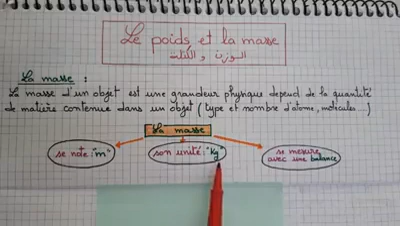 Le poids et la masse
الوزن و الكتلة
La masse :
La masse d'un objet est une grandeur physique depend de la quantité
de matière contenue dans un objet (type et nombre d'atome, molécules...)
La masse
se note : "m"
son unité : "Kg"
se mesure
avec une balance